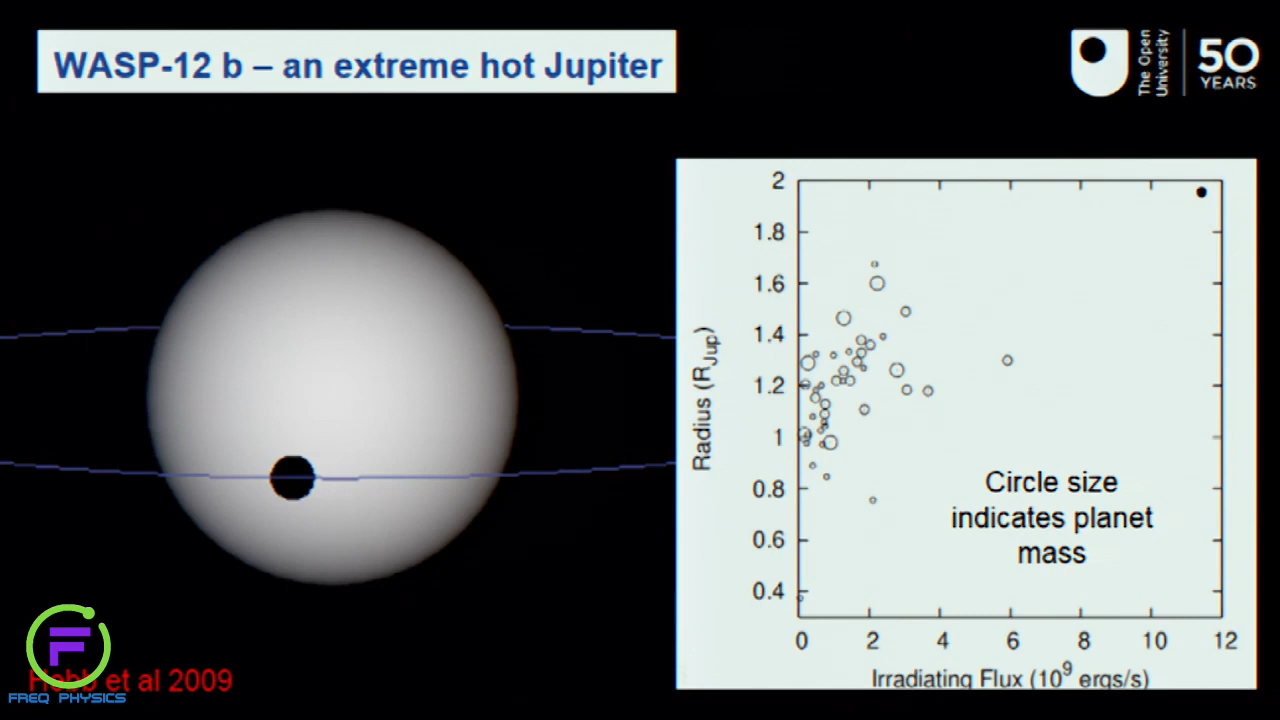 WASP-12 b – an extreme hot Jupiter
The Open
University
50
YEARS
2
1.8
1.6
1.4
1.2
1
0.8
0.6
0.4
Radius (RJup)
Circle size
indicates planet
mass
0 2 4 6 8 10 12
Irradiating Flux (10⁹ ergs/s)
Hebb et al 2009
FREQ PHYSICS